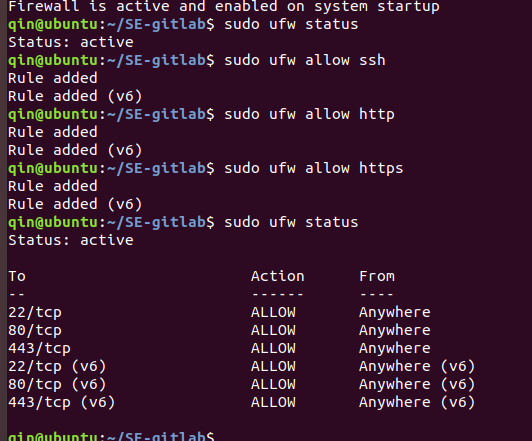 Firewall is active and enabled on system startup
qin@ubuntu:~/SE-gitlab$ sudo ufw status
Status: active
qin@ubuntu:~/SE-gitlab$ sudo ufw allow ssh
Rule added
Rule added (v6)
qin@ubuntu:~/SE-gitlab$ sudo ufw allow http
Rule added
Rule added (v6)
qin@ubuntu:~/SE-gitlab$ sudo ufw allow https
Rule added
Rule added (v6)
qin@ubuntu:~/SE-gitlab$ sudo ufw status
Status: active

To                         Action      From
--                         ------      ----
22/tcp                     ALLOW       Anywhere
80/tcp                     ALLOW       Anywhere
443/tcp                    ALLOW       Anywhere
22/tcp (v6)                ALLOW       Anywhere (v6)
80/tcp (v6)                ALLOW       Anywhere (v6)
443/tcp (v6)               ALLOW       Anywhere (v6)

qin@ubuntu:~/SE-gitlab$